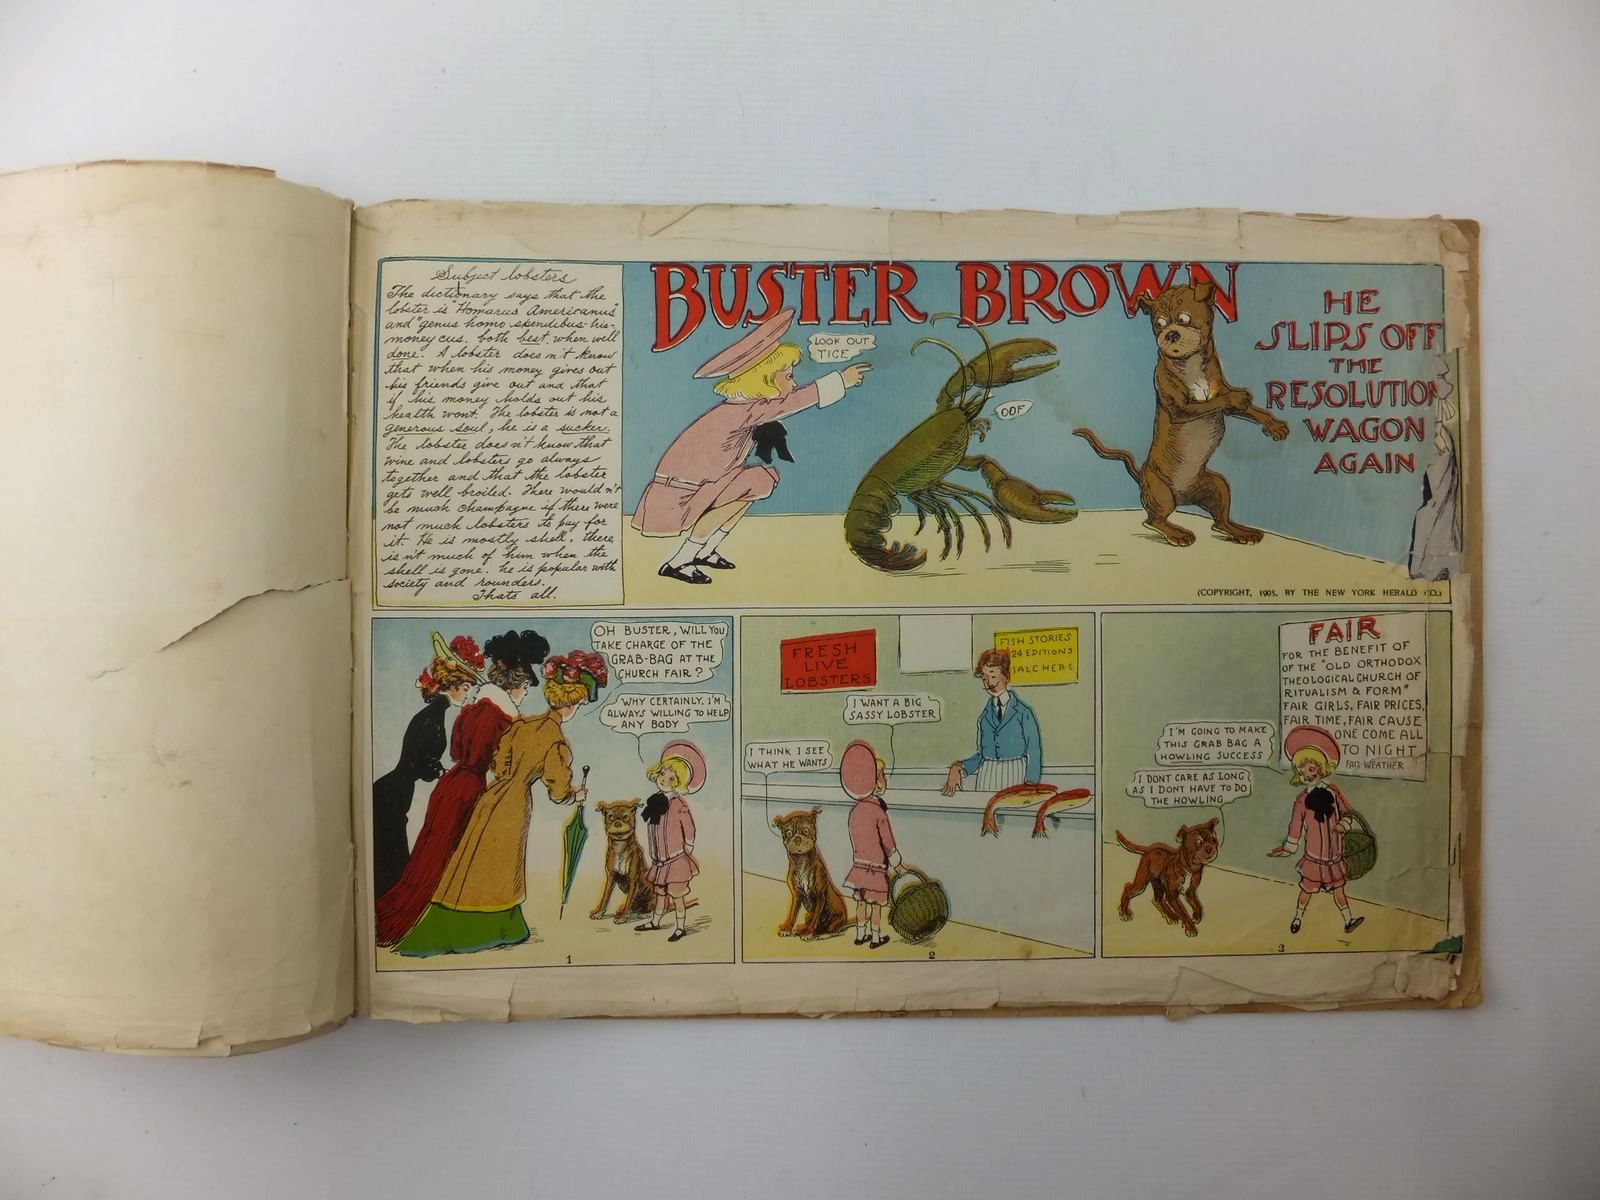 Subject lobsters
The dictionary says that the
lobster is "Homarus Americanus"
and "genus homo spendibus-his-
moneycus. both best, when well
done. A lobster does n't know
that when his money gives out
his friends give out and that
if his money holds out his
health wont. The lobster is not a
generous soul, he is a sucker.
The lobster does n't know that
wine and lobsters go always
together and that the lobster
gets well broiled. There would n't
be much champagne if there were
not much lobsters to pay for
it. He is mostly shell, there
is n't much of him when the
shell is gone. he is popular with
society and rounders.
Thats all.
BUSTER BROWN
HE
SLIPS OFF
THE
RESOLUTION
WAGON
AGAIN
LOOK OUT
TIGE
OOF
(COPYRIGHT, 1905, BY THE NEW YORK HERALD CO.)
OH BUSTER, WILL YOU
TAKE CHARGE OF THE
GRAB-BAG AT THE
CHURCH FAIR?
WHY CERTAINLY, I'M
ALWAYS WILLING TO HELP
ANY BODY
1
FRESH
LIVE
LOBSTERS
FISH STORIES
24 EDITIONS
SALE HERE
I WANT A BIG
SASSY LOBSTER
I THINK I SEE
WHAT HE WANTS
2
FAIR
FOR THE BENEFIT OF
OF THE "OLD ORTHODOX
THEOLOGICAL CHURCH OF
RITUALISM & FORM"
FAIR GIRLS, FAIR PRICES,
FAIR TIME, FAIR CAUSE
ONE COME ALL
TO NIGHT
FAIR WEATHER
I'M GOING TO MAKE
THIS GRAB BAG A
HOWLING SUCCESS
I DONT CARE AS LONG
AS I DONT HAVE TO DO
THE HOWLING
3